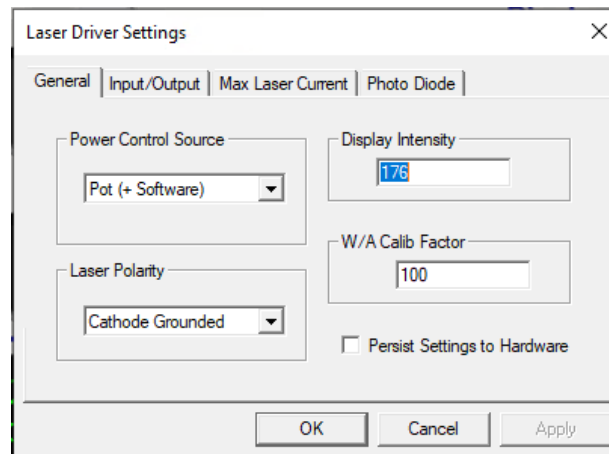 Laser Driver Settings
General Input/Output Max Laser Current Photo Diode
Power Control Source
Pot (+ Software)
Display Intensity
176
Laser Polarity
Cathode Grounded
W/A Calib Factor
100
Persist Settings to Hardware
OK Cancel Apply